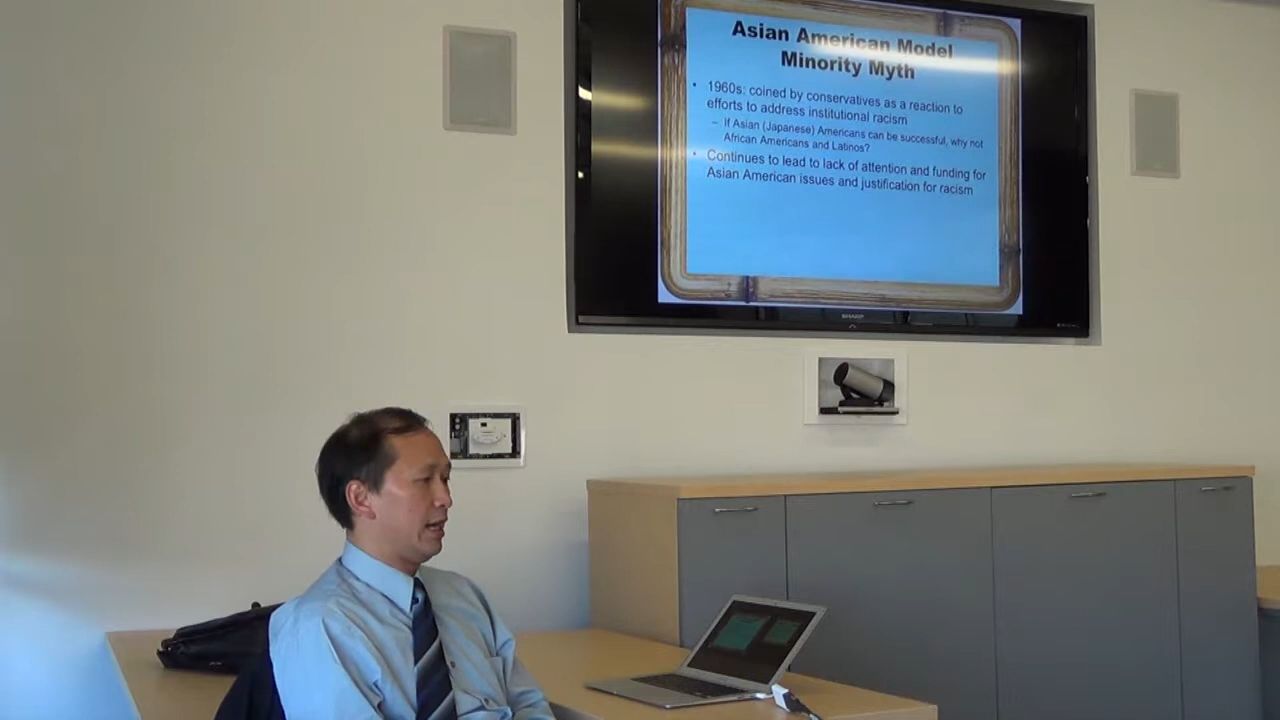 Asian American Model
Minority Myth
• 1960s: coined by conservatives as a reaction to
efforts to address institutional racism
– If Asian (Japanese) Americans can be successful, why not
African Americans and Latinos?
• Continues to lead to lack of attention and funding for
Asian American issues and justification for racism
SHARP